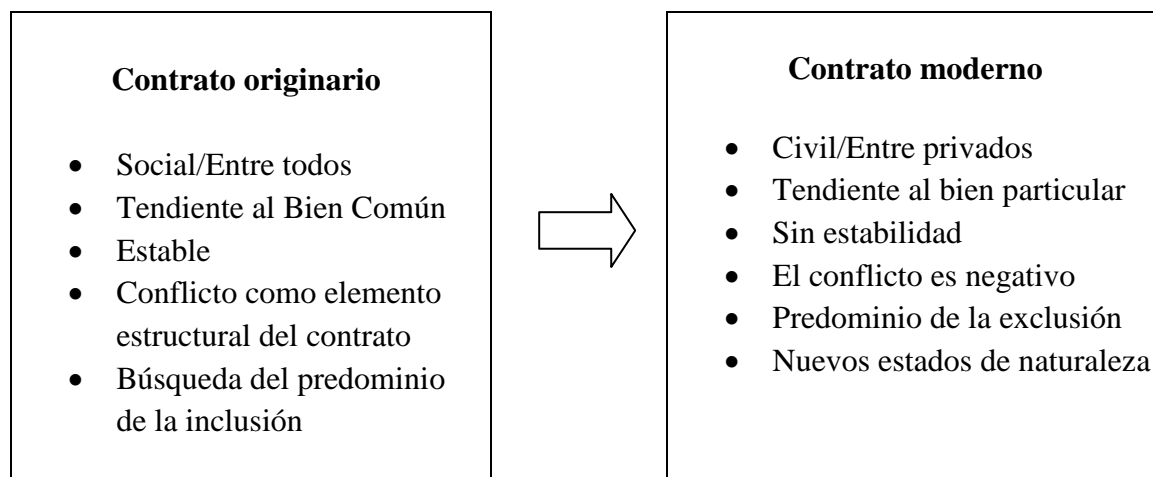 Contrato originario
• Social/Entre todos
• Tendiente al Bien Común
• Estable
• Conflicto como elemento
estructural del contrato
• Búsqueda del predominio
de la inclusión
Contrato moderno
• Civil/Entre privados
• Tendiente al bien particular
• Sin estabilidad
• El conflicto es negativo
• Predominio de la exclusión
• Nuevos estados de naturaleza